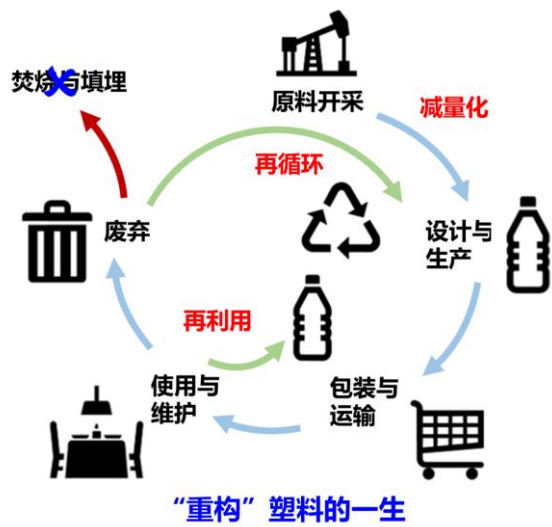 焚烧与填埋
原料开采
减量化
再循环
废弃
设计与
生产
再利用
使用与
维护
包装与
运输
“重构”塑料的一生